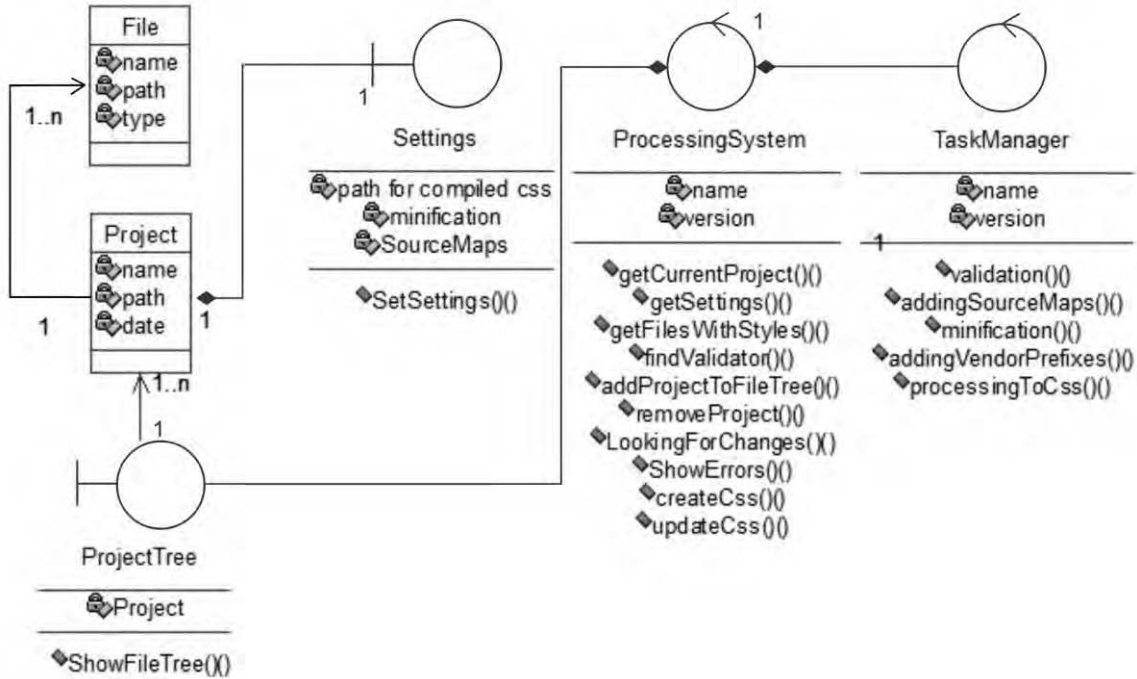 File
name
path
type
1..n
Project
name
path
date
1
1
1..n
1
ProjectTree
Project
ShowFileTree()()
1
Settings
path for compiled css
minification
SourceMaps
SetSettings()()
1
ProcessingSystem
name
version
getCurrentProject()()
getSettings()()
getFilesWithStyles()()
findValidator()()
addProjectToFileTree()()
removeProject()()
LookingForChanges()()
ShowErrors()()
createCss()()
updateCss()()
TaskManager
name
version
1
validation()()
addingSourceMaps()()
minification()()
addingVendorPrefixes()()
processingToCss()()